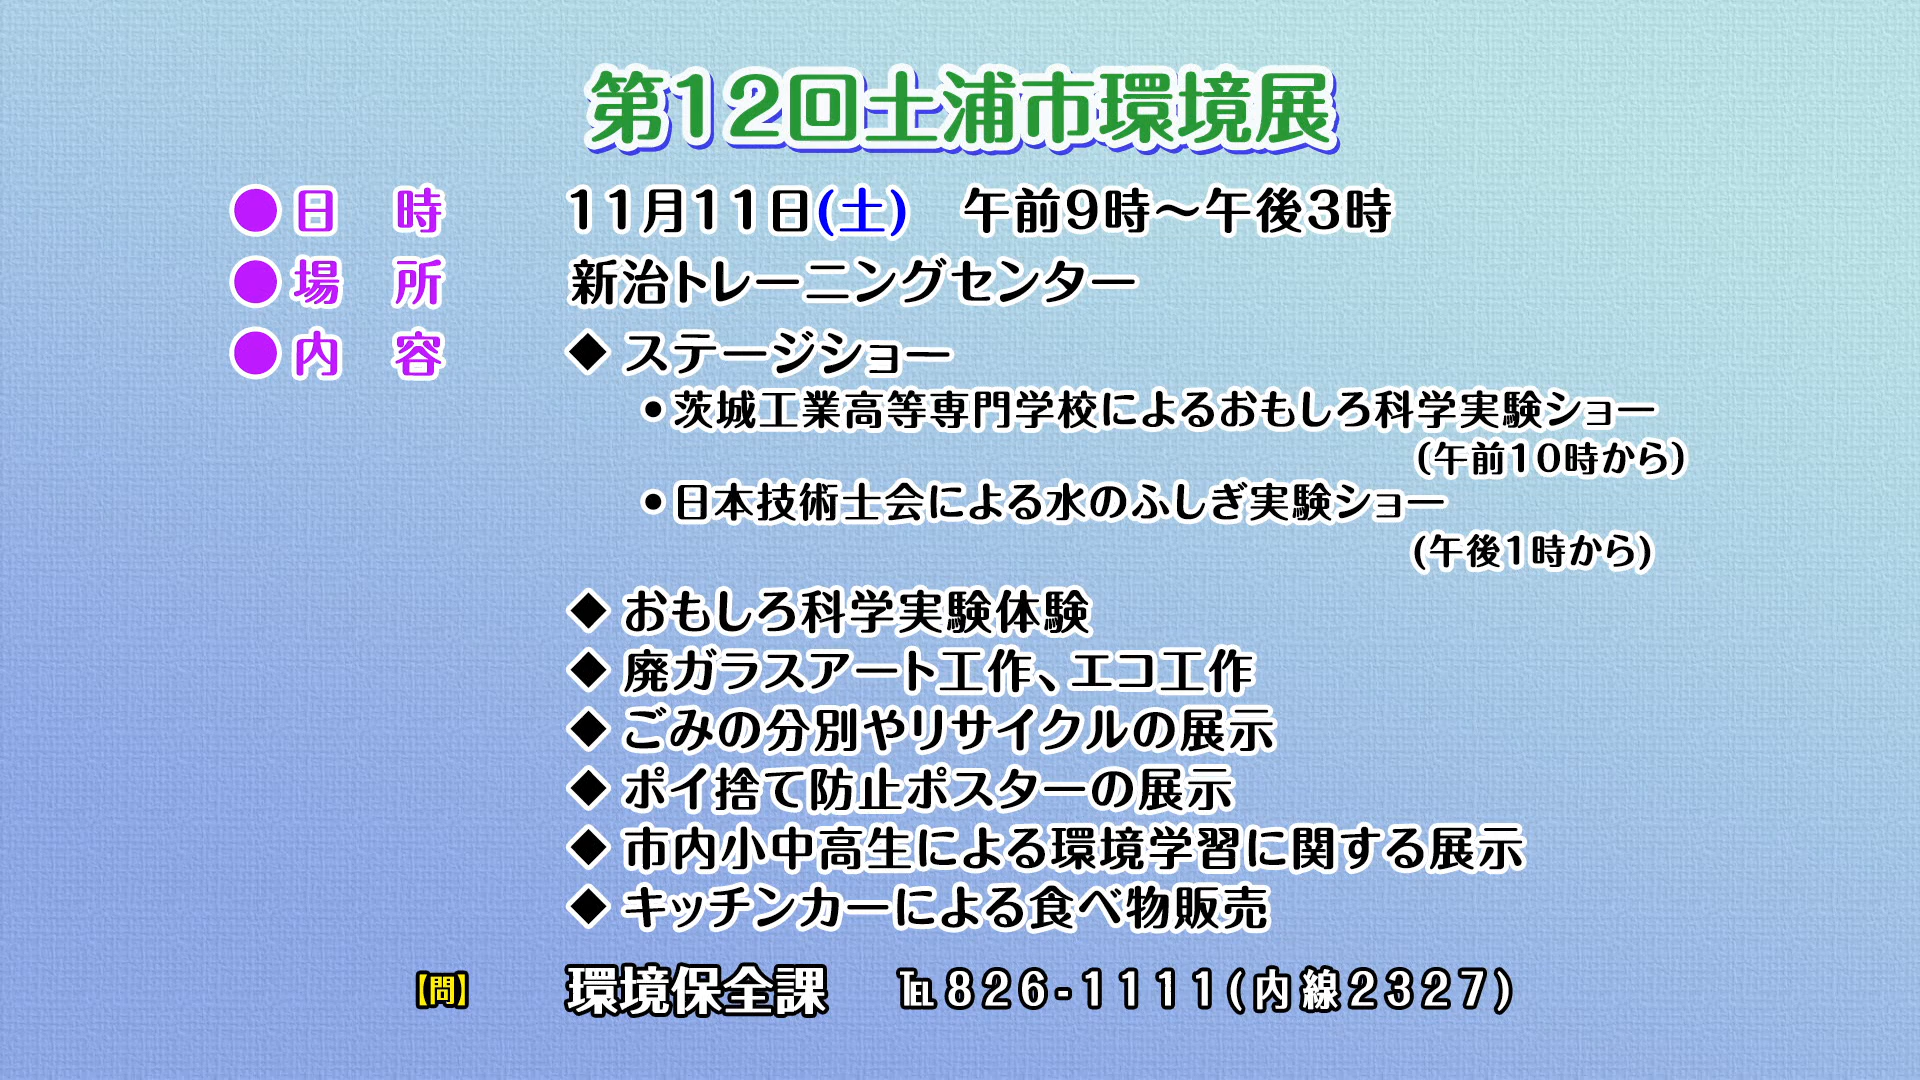 第12回土浦市環境展
●日　時　11月11日(土)　午前9時～午後3時
●場　所　新治トレーニングセンター
●内　容　◆ ステージショー
・茨城工業高等専門学校によるおもしろ科学実験ショー
(午前10時から)
・日本技術士会による水のふしぎ実験ショー
(午後1時から)
◆ おもしろ科学実験体験
◆ 廃ガラスアート工作、エコ工作
◆ ごみの分別やリサイクルの展示
◆ ポイ捨て防止ポスターの展示
◆ 市内小中高生による環境学習に関する展示
◆ キッチンカーによる食べ物販売
【問】　環境保全課　℡826-1111(内線2327)